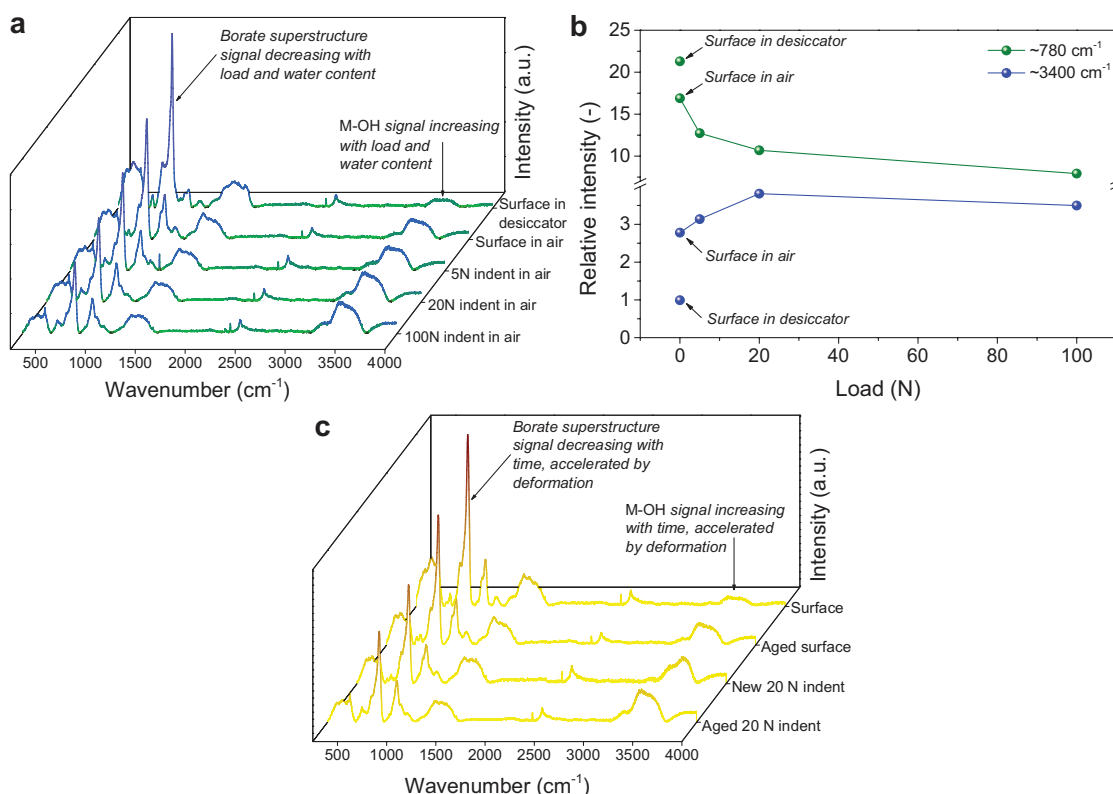 a
Borate superstructure
signal decreasing with
load and water content
M-OH signal increasing
with load and
water content
Intensity (a.u.)
Surface in
desiccator
Surface in air
5N indent in air
20N indent in air
100N indent in air
500 1000 1500 2000 2500 3000 3500 4000
Wavenumber (cm⁻¹)
b
Relative intensity (-)
25
20
15
10
3
2
1
0
Surface in desiccator
Surface in air
~780 cm⁻¹
~3400 cm⁻¹
Surface in air
Surface in desiccator
0 20 40 60 80 100
Load (N)
c
Borate superstructure
signal decreasing with
time, accelerated by
deformation
M-OH signal increasing
with time, accelerated
by deformation
Intensity (a.u.)
Surface
Aged surface
New 20 N indent
Aged 20 N indent
500 1000 1500 2000 2500 3000 3500 4000
Wavenumber (cm⁻¹)